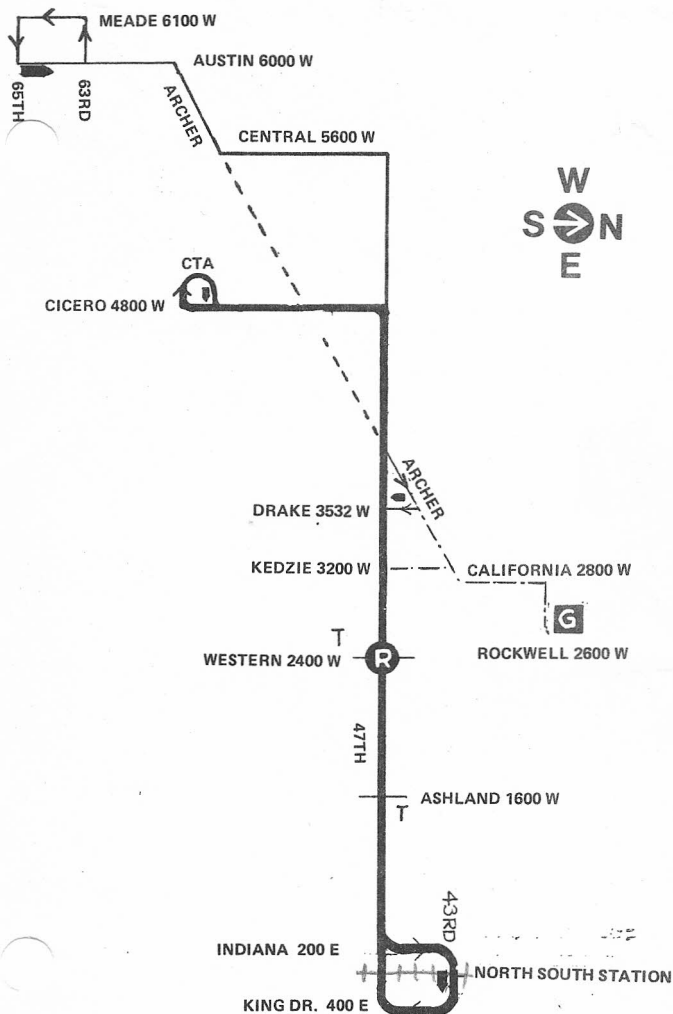 MEADE 6100 W
AUSTIN 6000 W
65TH
63RD
ARCHER
CENTRAL 5600 W
W
S N
E
CTA
CICERO 4800 W
ARCHER
DRAKE 3532 W
KEDZIE 3200 W
CALIFORNIA 2800 W
G
ROCKWELL 2600 W
T
WESTERN 2400 W
R
47TH
ASHLAND 1600 W
T
43RD
INDIANA 200 E
NORTH SOUTH STATION
KING DR. 400 E